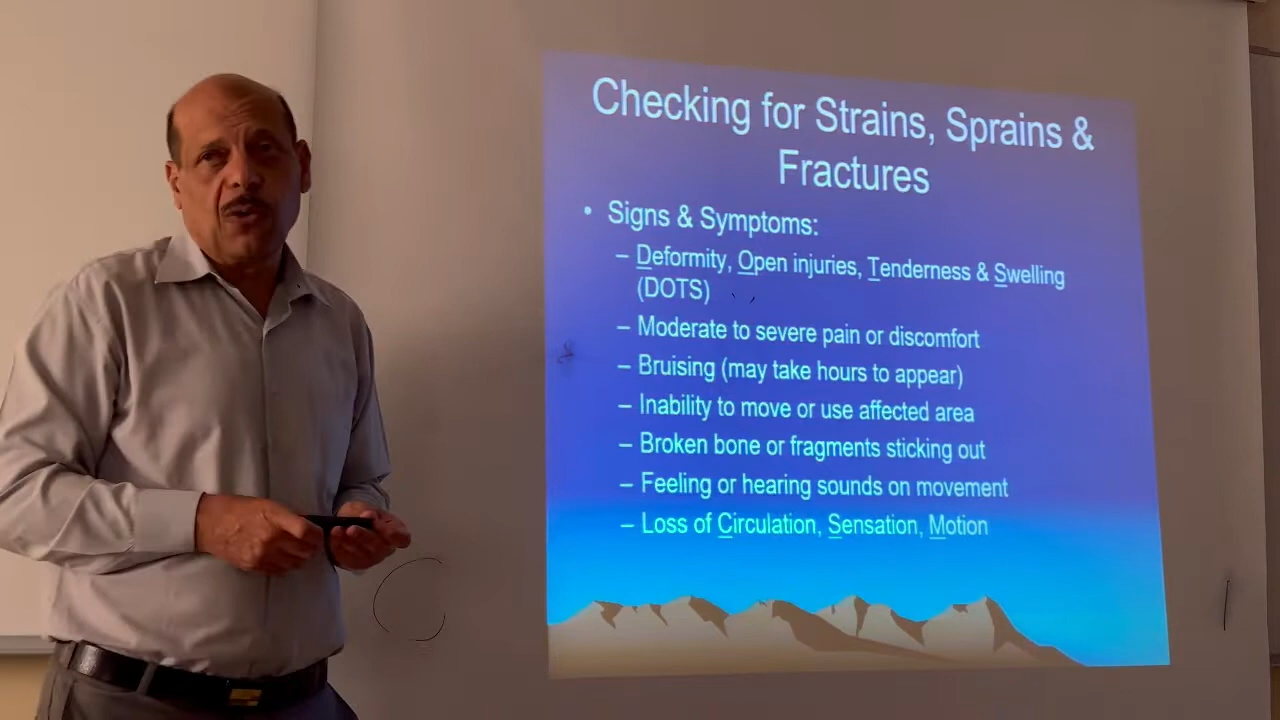 Checking for Strains, Sprains &
Fractures
• Signs & Symptoms:
– Deformity, Open injuries, Tenderness & Swelling
(DOTS)
– Moderate to severe pain or discomfort
– Bruising (may take hours to appear)
– Inability to move or use affected area
– Broken bone or fragments sticking out
– Feeling or hearing sounds on movement
– Loss of Circulation, Sensation, Motion